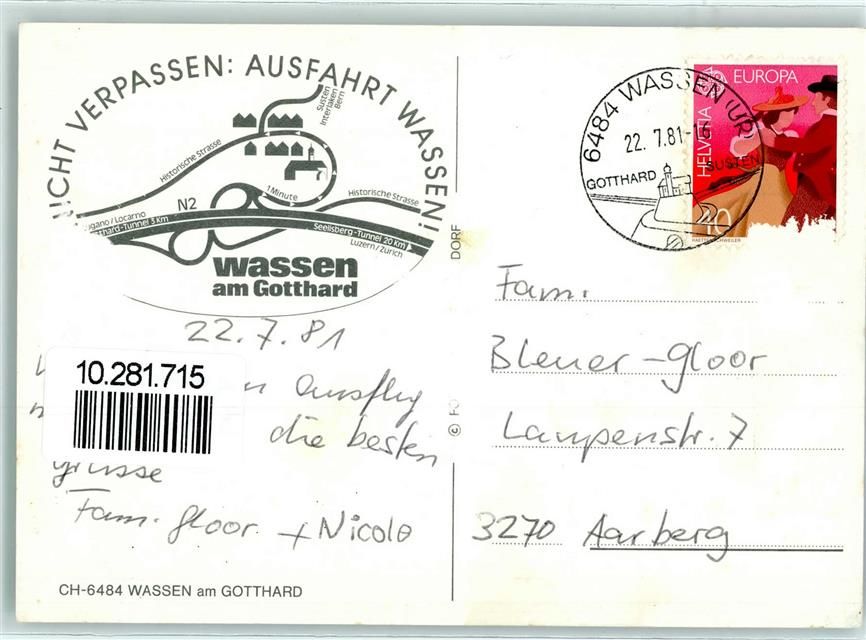 NICHT VERPASSEN: AUSFAHRT WASSEN!
Susten
Interlaken
Bern
Historische Strasse
1 Minute
Historische Strasse
N2
Lugano / Locarno
Gotthard-Tunnel 3 Km
Seelisberg-Tunnel 20 Km
Luzern / Zürich
wassen
am Gotthard
22.7.81
Ausflug
10.281.715
die besten
grüsse
Fam. Gloor + Nicole
CH-6484 WASSEN am GOTTHARD
DORF
©
6484 WASSEN (UR)
22.7.81-16
GOTTHARD
SUSTEN
EUROPA
HELVETIA
40
Fam.
Bleuer-Gloor
Laupenstr. 7
3270 Aarberg